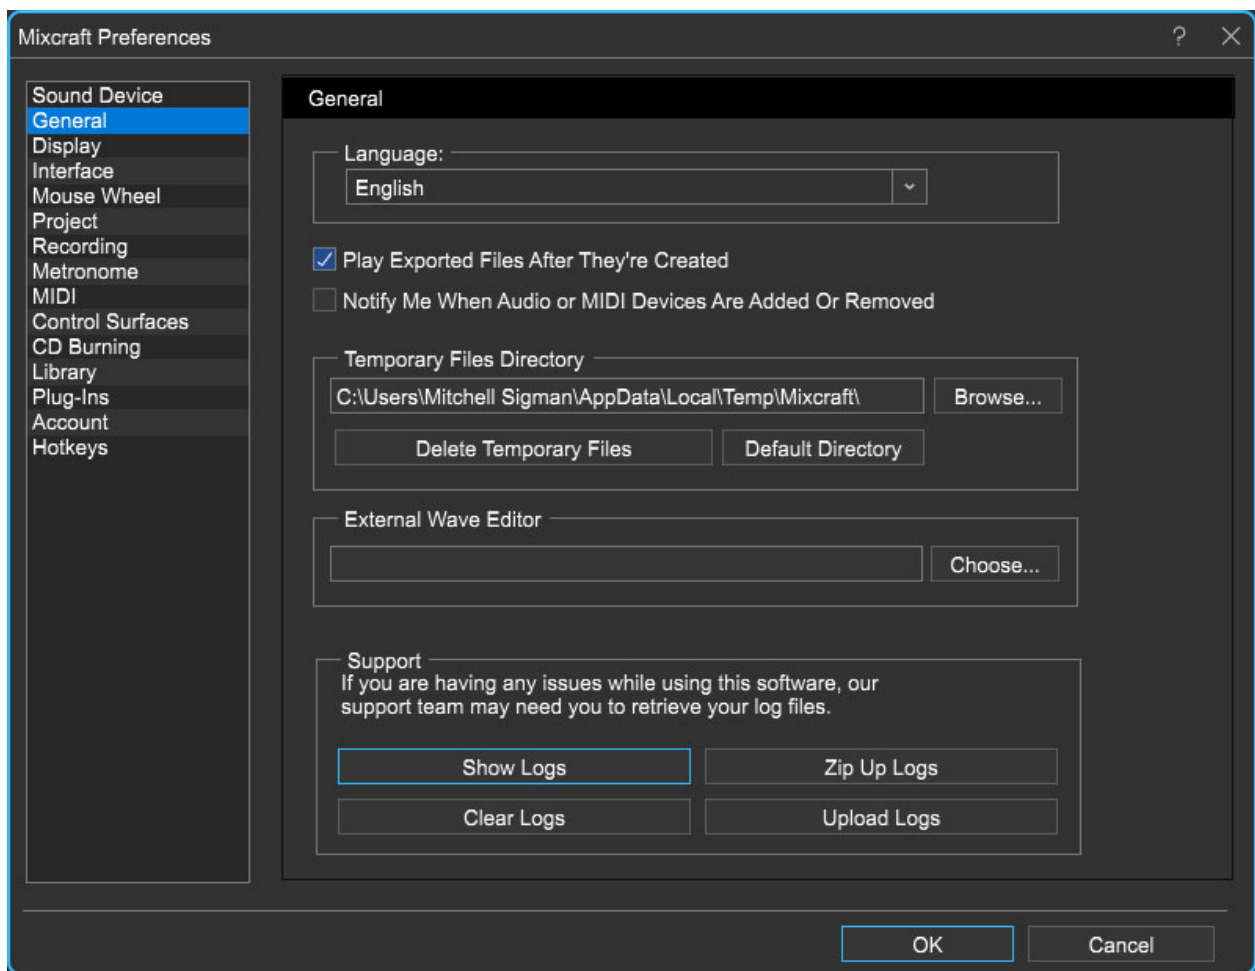 Mixcraft Preferences
?
Sound Device
General
Display
Interface
Mouse Wheel
Project
Recording
Metronome
MIDI
Control Surfaces
CD Burning
Library
Plug-Ins
Account
Hotkeys
General
Language:
English
Play Exported Files After They're Created
Notify Me When Audio or MIDI Devices Are Added Or Removed
Temporary Files Directory
C:\Users\Mitchell Sigman\AppData\Local\Temp\Mixcraft\
Browse...
Delete Temporary Files
Default Directory
External Wave Editor
Choose...
Support
If you are having any issues while using this software, our
support team may need you to retrieve your log files.
Show Logs
Zip Up Logs
Clear Logs
Upload Logs
OK
Cancel